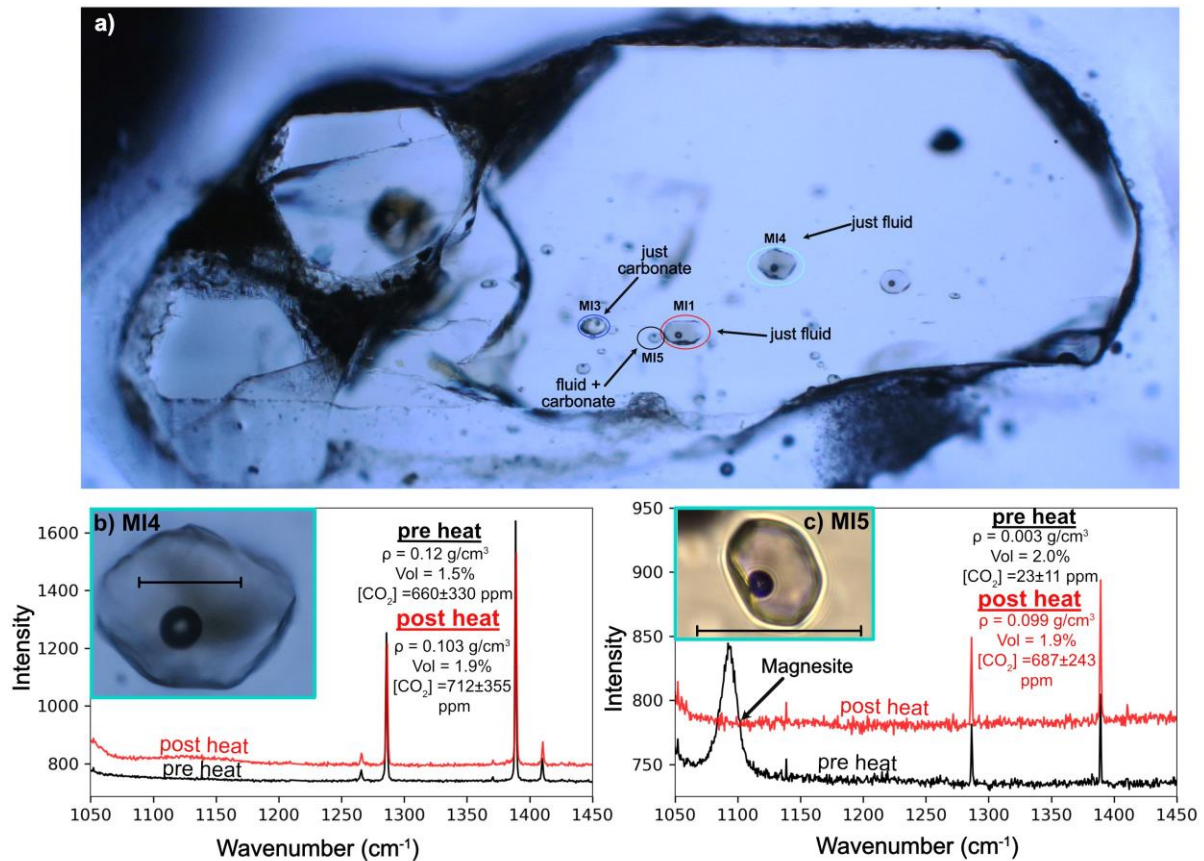 a)
MI4
just fluid
just
carbonate
MI3
MI1
just fluid
MI5
fluid +
carbonate
b) MI4
pre heat
ρ = 0.12 g/cm³
Vol = 1.5%
[CO₂] =660±330 ppm
post heat
ρ = 0.103 g/cm³
Vol = 1.9%
[CO₂] =712±355
ppm
post heat
pre heat
Intensity
1600
1400
1200
1000
800
1050 1100 1150 1200 1250 1300 1350 1400 1450
Wavenumber (cm⁻¹)
c) MI5
pre heat
ρ = 0.003 g/cm³
Vol = 2.0%
[CO₂] =23±11 ppm
post heat
ρ = 0.099 g/cm³
Vol = 1.9%
[CO₂] =687±243
ppm
Magnesite
post heat
pre heat
Intensity
950
900
850
800
750
1050 1100 1150 1200 1250 1300 1350 1400 1450
Wavenumber (cm⁻¹)